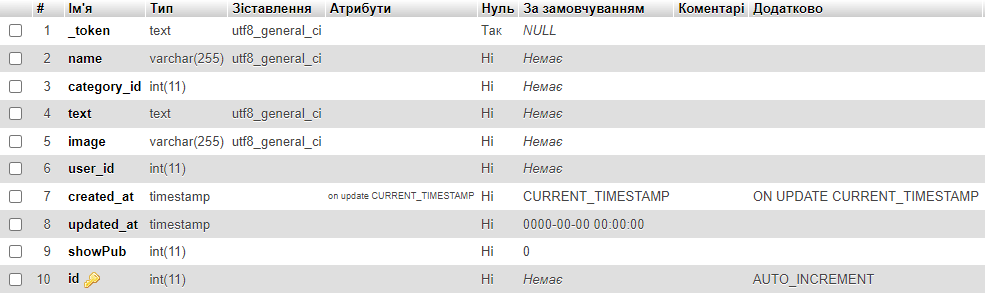 # Ім'я Тип Зіставлення Атрибути Нуль За замовчуванням Коментарі Додатково
1 _token text utf8_general_ci Так NULL
2 name varchar(255) utf8_general_ci Ні Немає
3 category_id int(11) Ні Немає
4 text text utf8_general_ci Ні Немає
5 image varchar(255) utf8_general_ci Ні Немає
6 user_id int(11) Ні Немає
7 created_at timestamp on update CURRENT_TIMESTAMP Ні CURRENT_TIMESTAMP ON UPDATE CURRENT_TIMESTAMP
8 updated_at timestamp Ні 0000-00-00 00:00:00
9 showPub int(11) Ні 0
10 id int(11) Ні Немає AUTO_INCREMENT